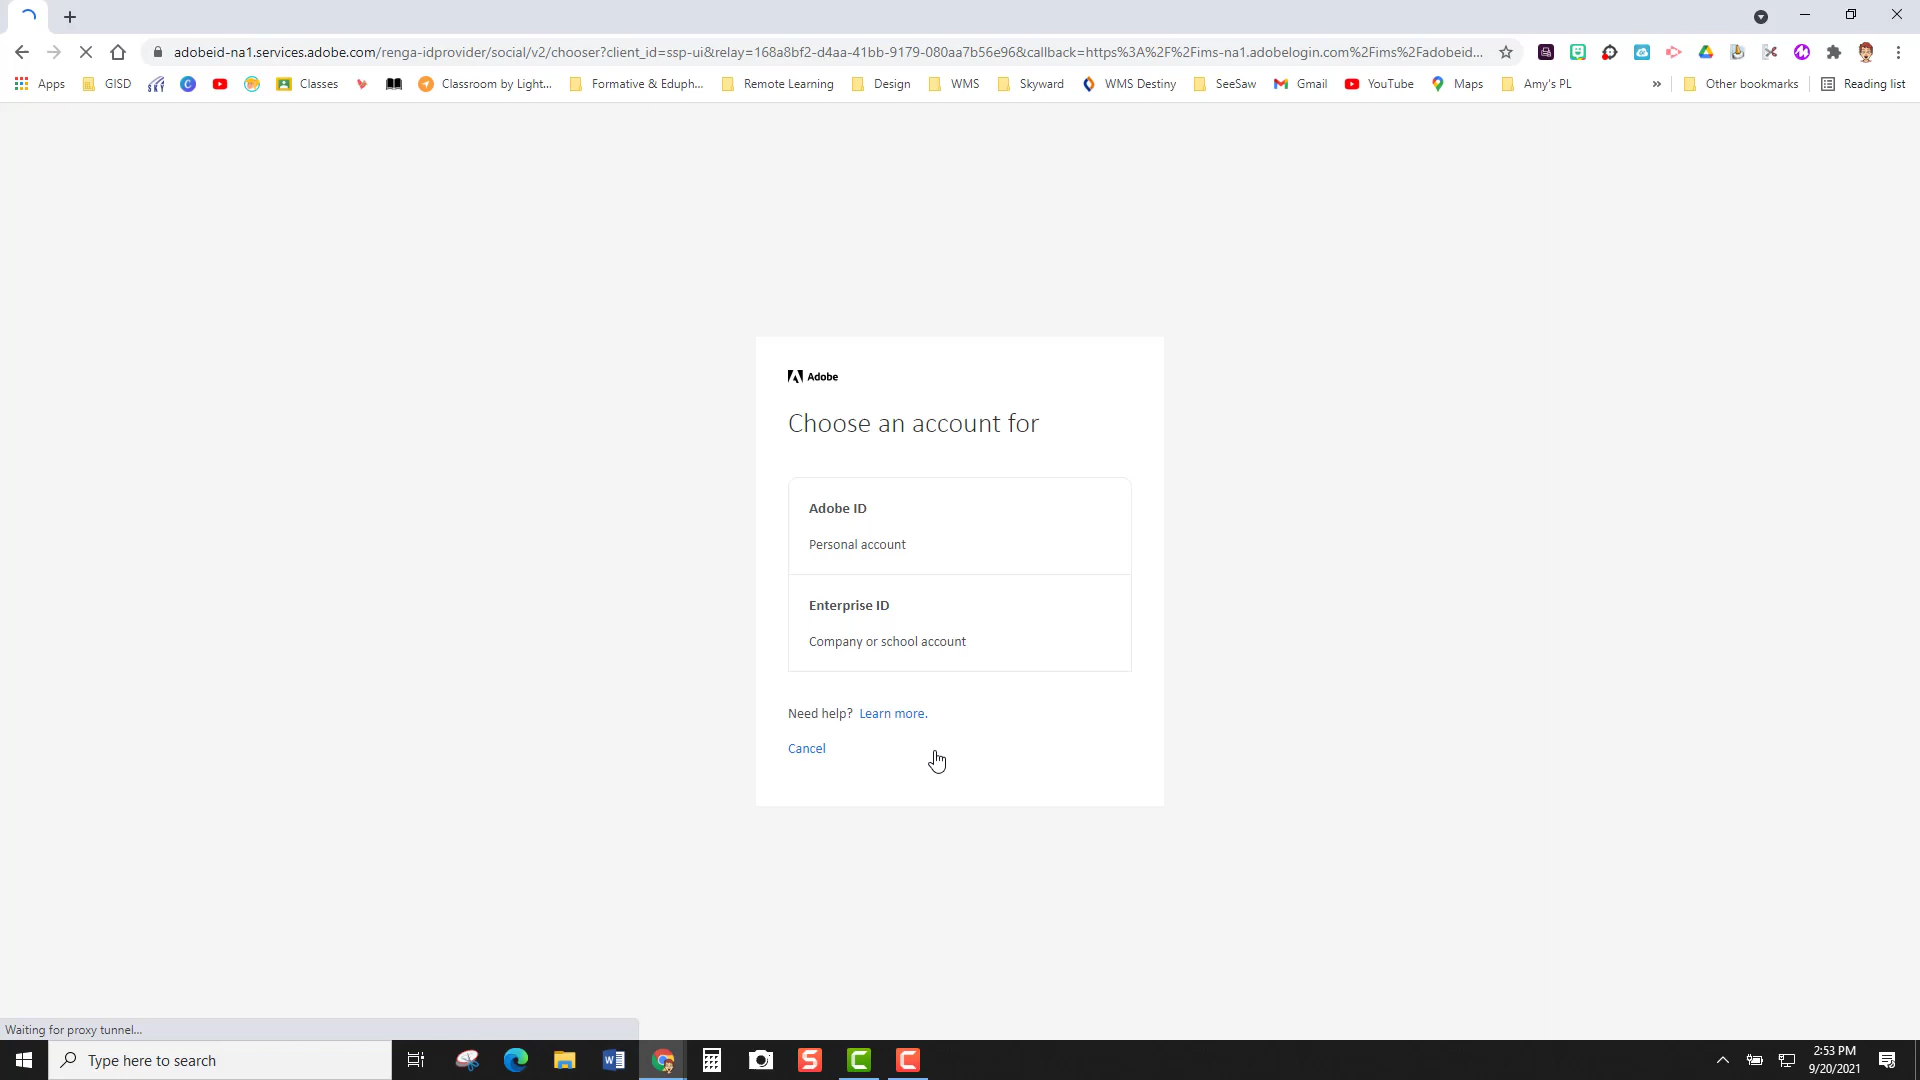 adobeid-na1.services.adobe.com/renga-idprovider/social/v2/chooser?client_id=ssp-ui&relay=168a8bf2-d4aa-41bb-9179-080aa7b56e96&callback=https%3A%2F%2Fims-na1.adobelogin.com%2Fims%2Fadobeid...
Apps GISD Classes Classroom by Light... Formative & Eduph... Remote Learning Design WMS Skyward WMS Destiny SeeSaw Gmail YouTube Maps Amy's PL » Other bookmarks Reading list
Adobe
Choose an account for
Adobe ID
Personal account
Enterprise ID
Company or school account
Need help? Learn more.
Cancel
Waiting for proxy tunnel...
Type here to search
2:53 PM
9/20/2021